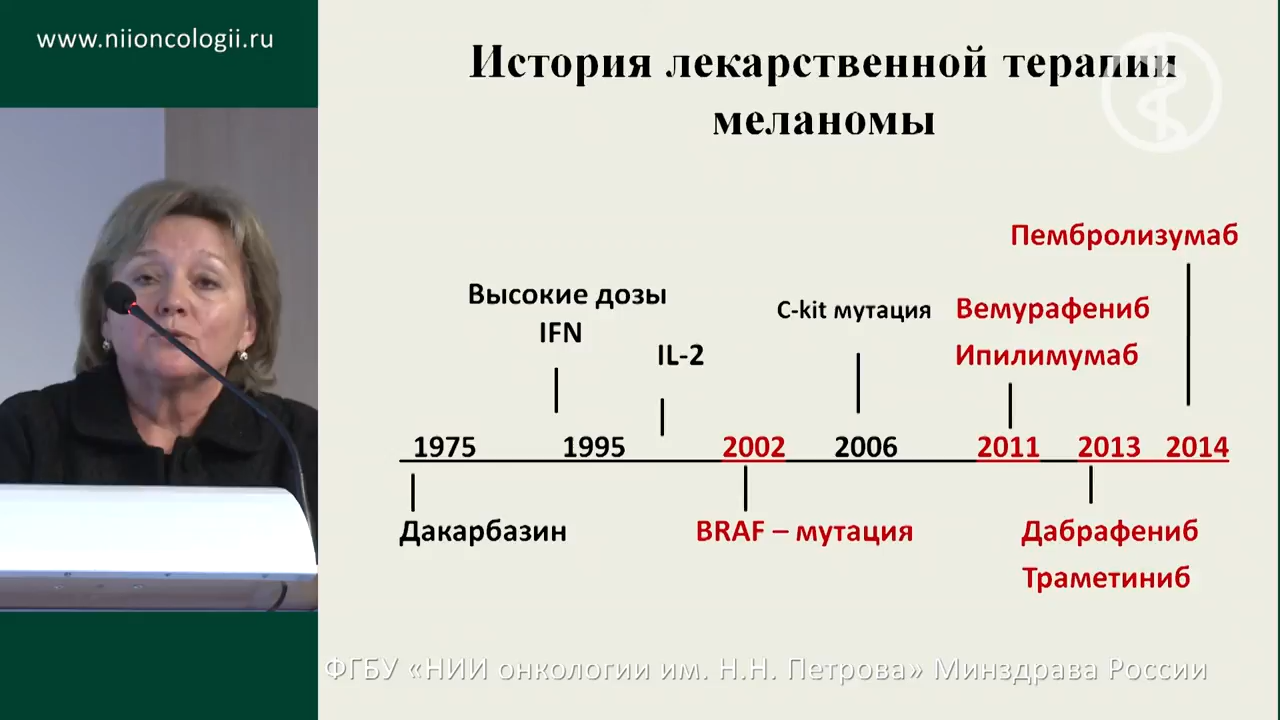 www.niioncologii.ru
История лекарственной терапии
меланомы
Пембролизумаб
Высокие дозы
IFN
IL-2
C-kit мутация
Вемурафениб
Ипилимумаб
1975 1995 2002 2006 2011 2013 2014
Дакарбазин
BRAF – мутация
Дабрафениб
Траметиниб
ФГБУ «НИИ онкологии им. Н.Н. Петрова» Минздрава России